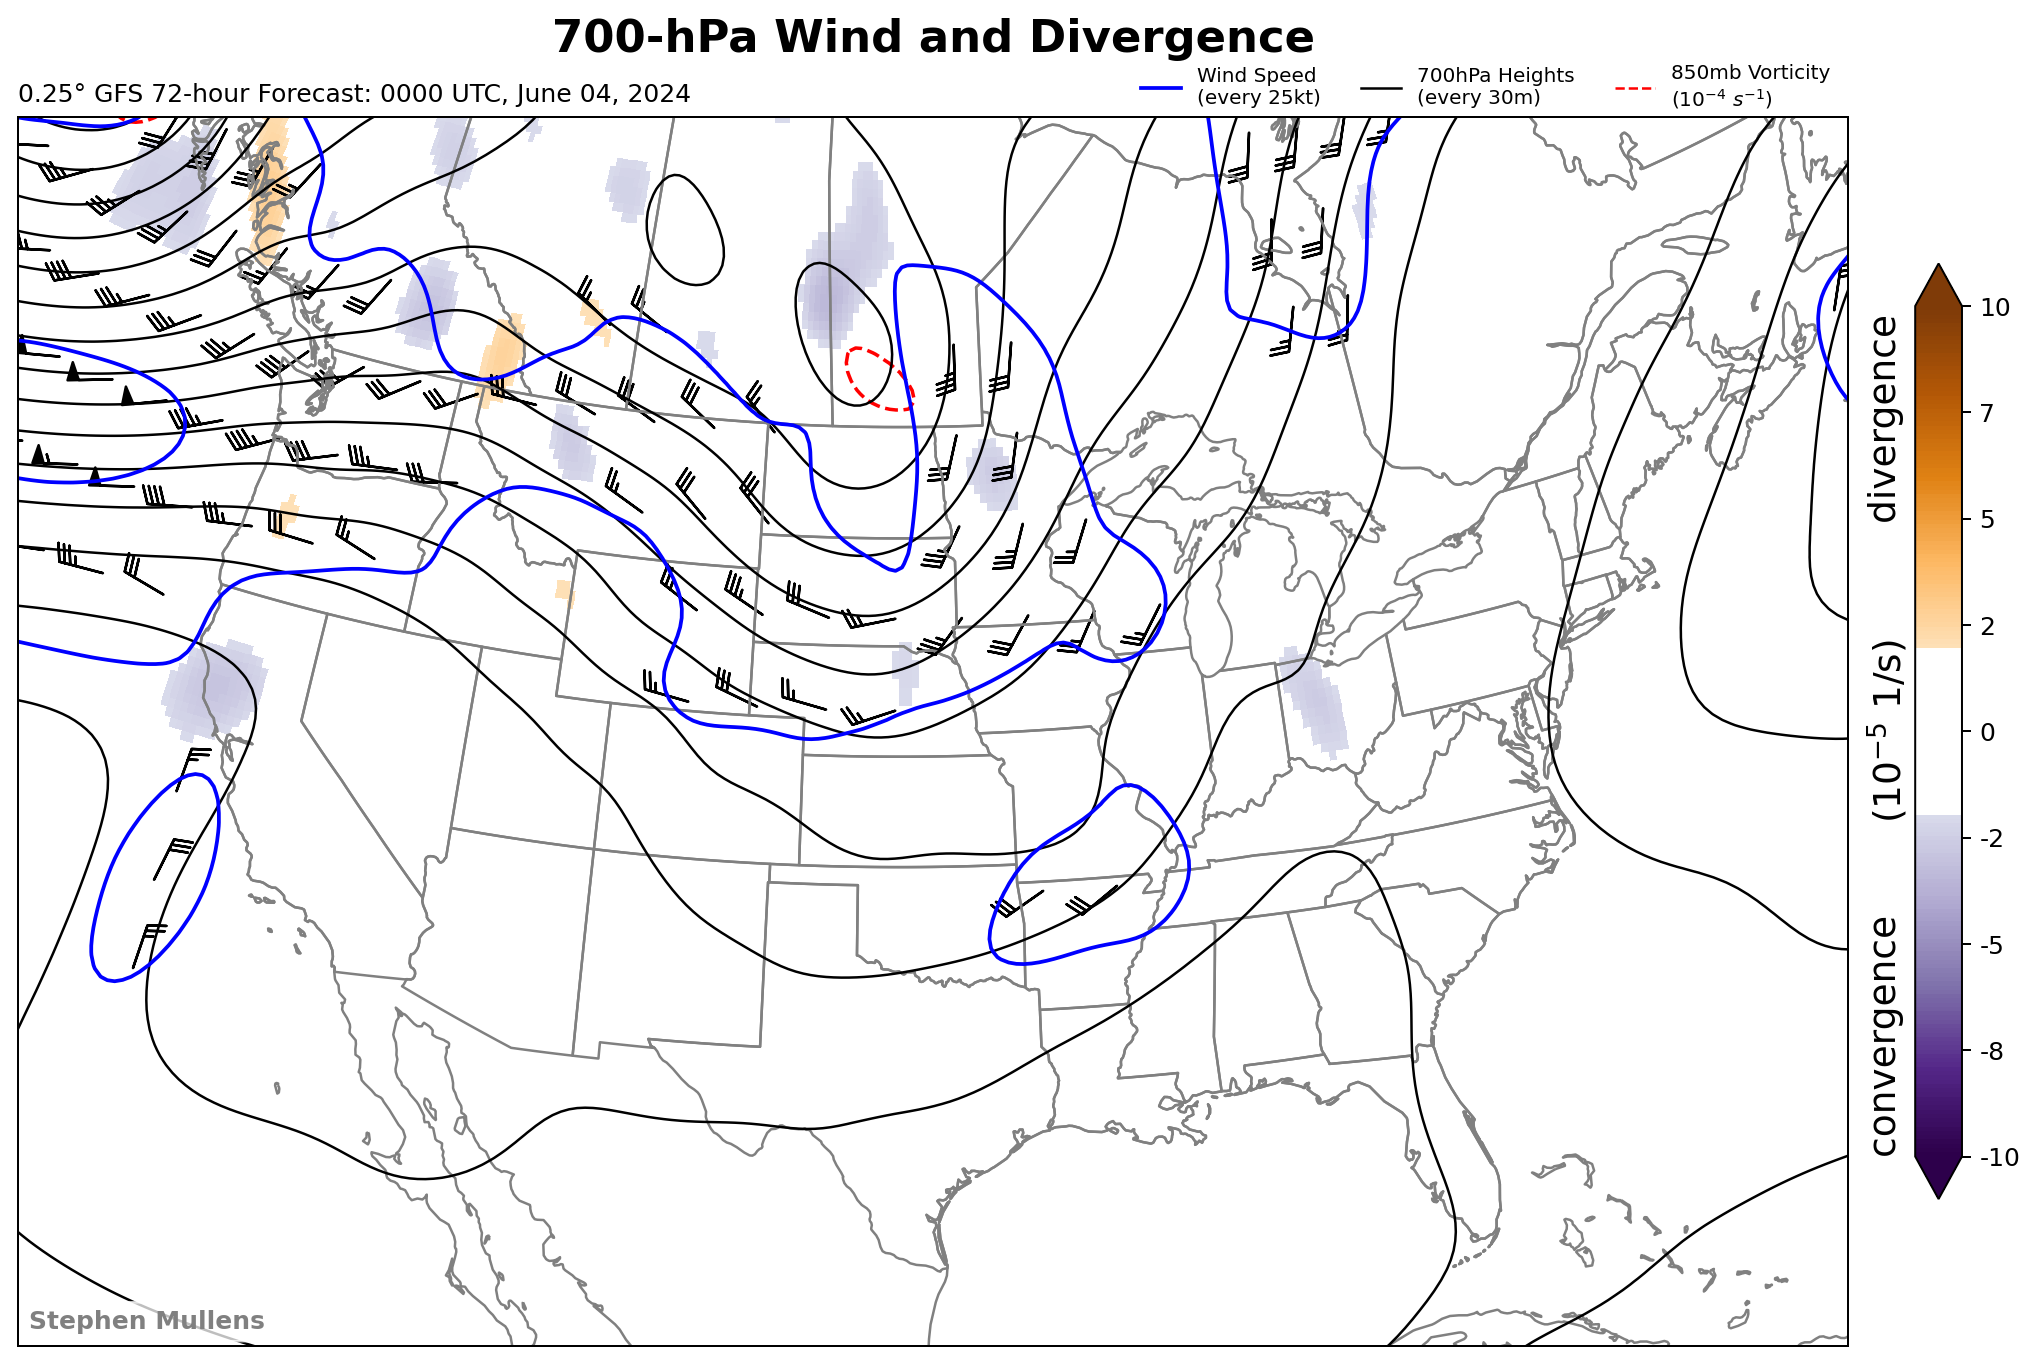 700-hPa Wind and Divergence
0.25° GFS 72-hour Forecast: 0000 UTC, June 04, 2024
Wind Speed
(every 25kt)
700hPa Heights
(every 30m)
850mb Vorticity
(10⁻⁴ s⁻¹)
10
7
5
2
0
-2
-5
-8
-10
convergence (10⁻⁵ 1/s) divergence
Stephen Mullens